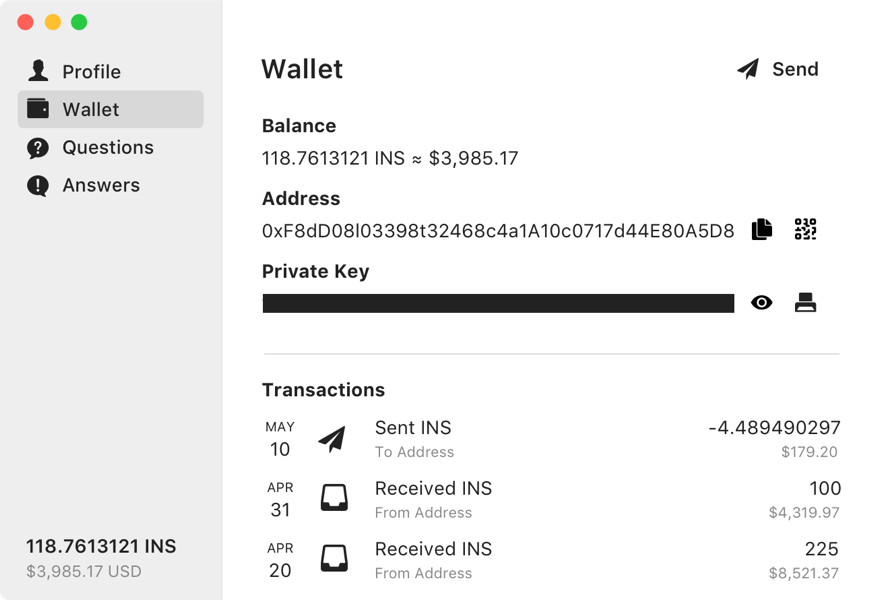 Profile
Wallet
Questions
Answers
118.7613121 INS
$3,985.17 USD
Wallet
Send
Balance
118.7613121 INS ≈ $3,985.17
Address
0xF8dD08l03398t32468c4a1A10c0717d44E80A5D8
Private Key
Transactions
MAY 10 Sent INS -4.489490297
To Address $179.20
APR 31 Received INS 100
From Address $4,319.97
APR 20 Received INS 225
From Address $8,521.37